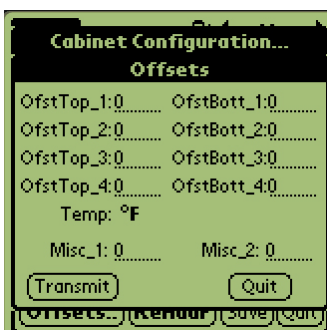 Cabinet Configuration...
Offsets
OfstTop_1:0 OfstBott_1:0
OfstTop_2:0 OfstBott_2:0
OfstTop_3:0 OfstBott_3:0
OfstTop_4:0 OfstBott_4:0
Temp: °F
Misc_1: 0 Misc_2: 0
Transmit Quit
Offsets.. Save Quit